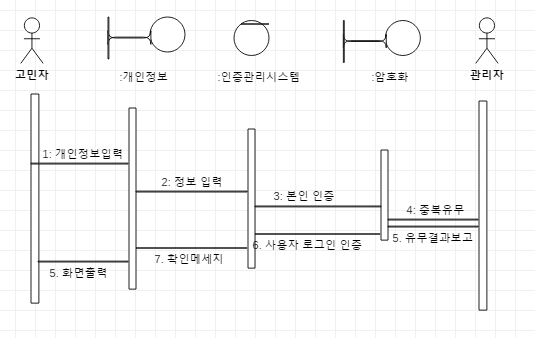 고민자
:개인정보
:인증관리시스템
:암호화
관리자
1: 개인정보입력
2: 정보 입력
3: 본인 인증
4: 중복유무
5. 유무결과보고
6. 사용자 로그인 인증
7. 확인메세지
5. 화면출력